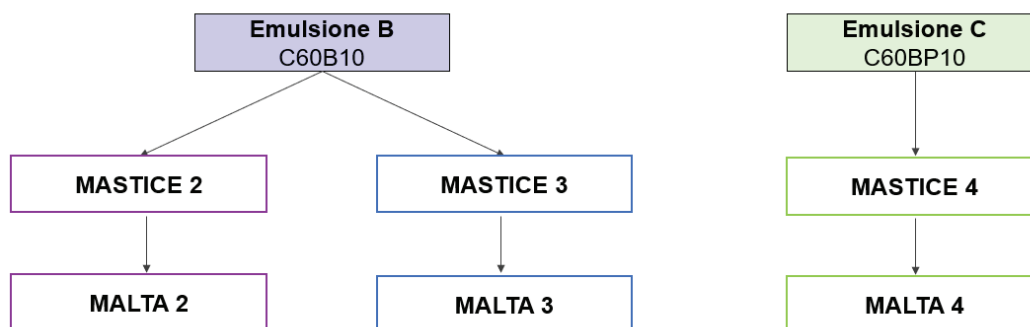 Emulsione B
C60B10
Emulsione C
C60BP10
MASTICE 2
MASTICE 3
MASTICE 4
MALTA 2
MALTA 3
MALTA 4